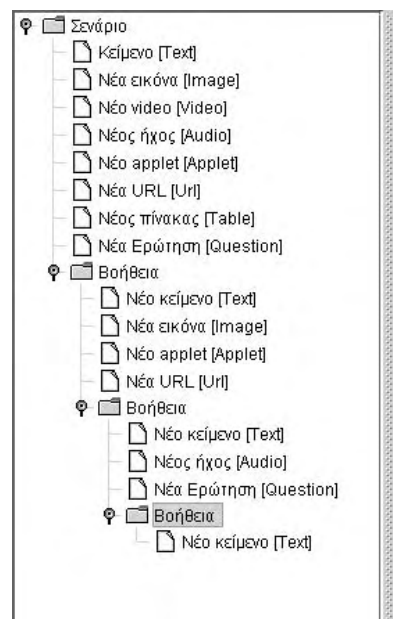 Σενάριο
Κείμενο [Text]
Νέα εικόνα [Image]
Νέο video [Video]
Νέος ήχος [Audio]
Νέο applet [Applet]
Νέα URL [Url]
Νέος πίνακας [Table]
Νέα Ερώτηση [Question]
Βοήθεια
Νέο κείμενο [Text]
Νέα εικόνα [Image]
Νέο applet [Applet]
Νέα URL [Url]
Βοήθεια
Νέο κείμενο [Text]
Νέος ήχος [Audio]
Νέα Ερώτηση [Question]
Βοήθεια
Νέο κείμενο [Text]